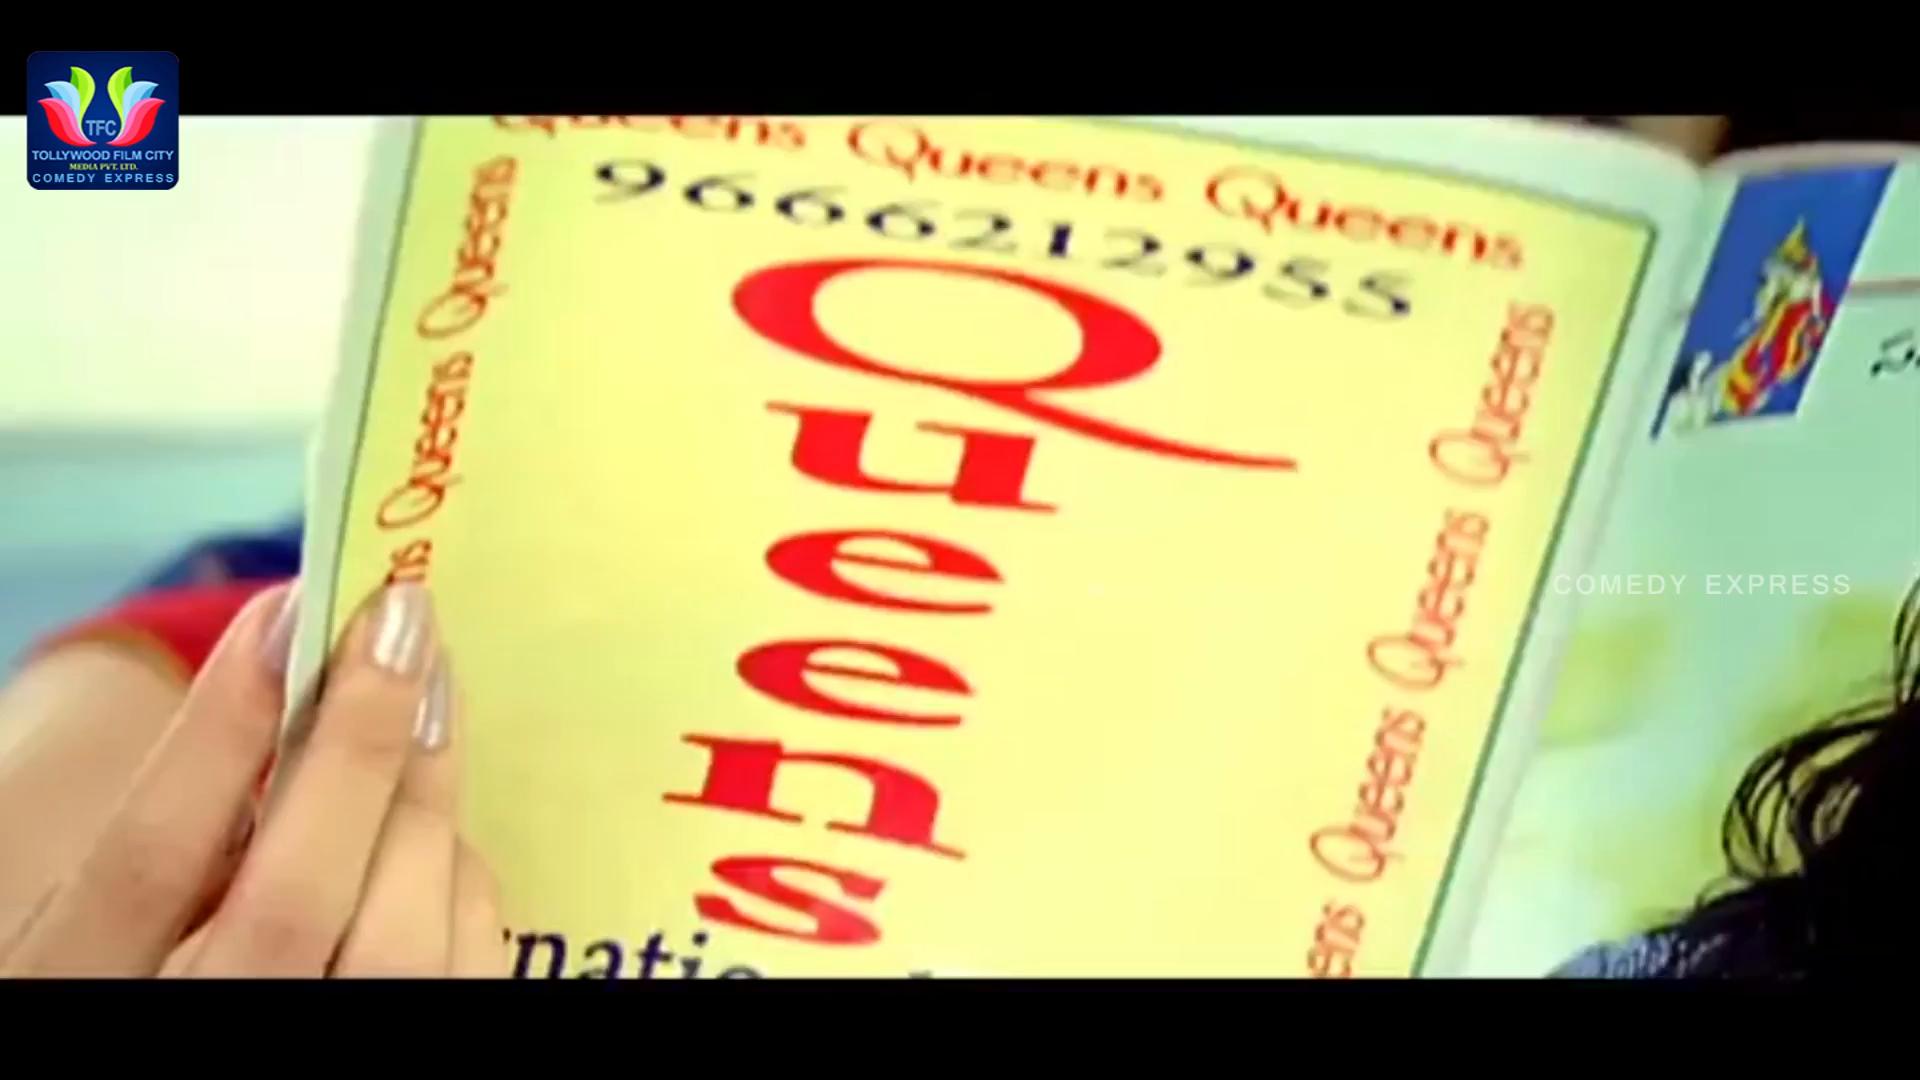 TFC
TOLLYWOOD FILM CITY
MEDIA PVT. LTD.
COMEDY EXPRESS
Queens Queens Queens
9666212955
Queens
Queens
Queens
Queens
Queens
Queens
Queens
Queens
COMEDY EXPRESS